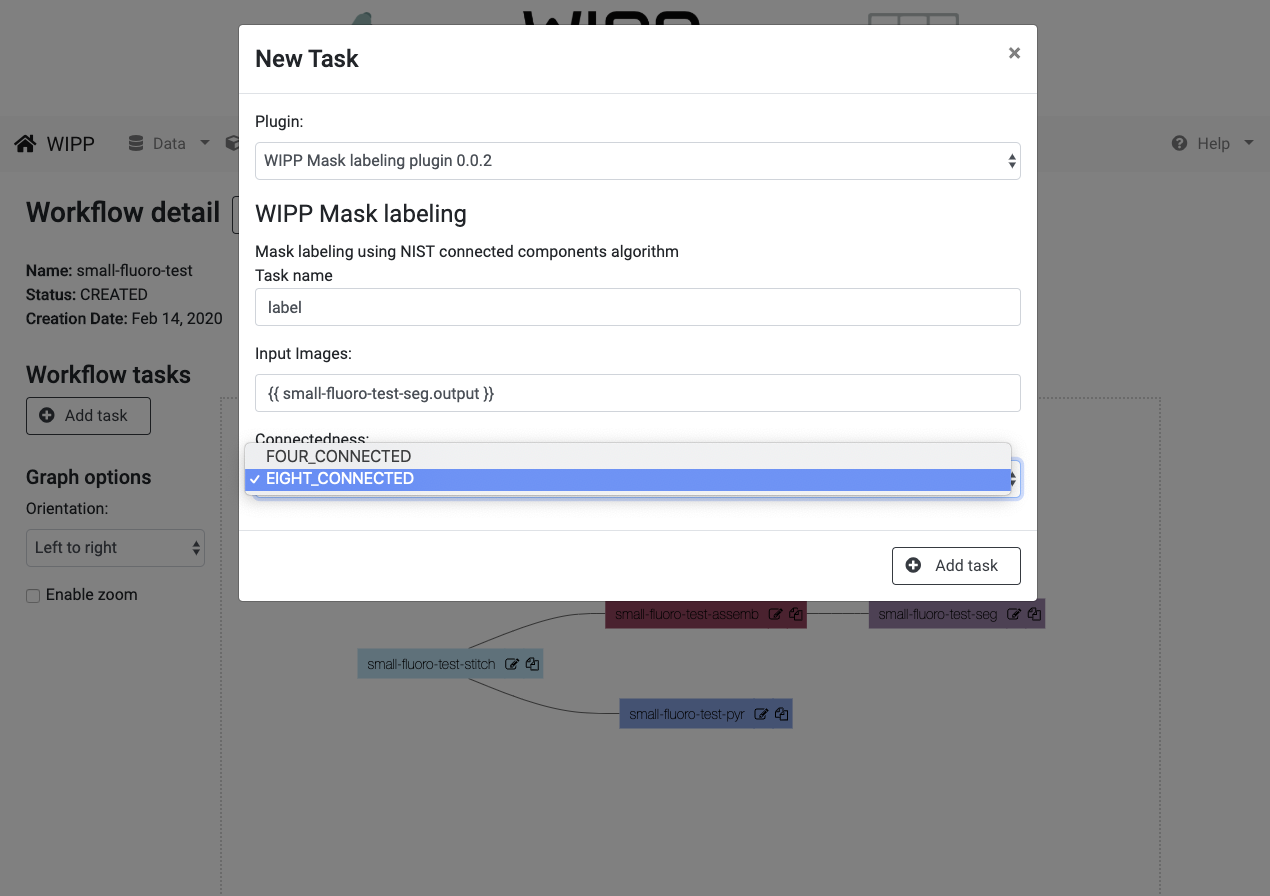 WIPP
New Task
×
Plugin:
WIPP Mask labeling plugin 0.0.2
WIPP Mask labeling
Mask labeling using NIST connected components algorithm
Task name
label
Input Images:
{{ small-fluoro-test-seg.output }}
Connectedness:
FOUR_CONNECTED
✓ EIGHT_CONNECTED
Add task
WIPP Data Help
Workflow detail
Name: small-fluoro-test
Status: CREATED
Creation Date: Feb 14, 2020
Workflow tasks
Add task
Graph options
Orientation:
Left to right
Enable zoom
small-fluoro-test-assemb small-fluoro-test-seg
small-fluoro-test-stitch
small-fluoro-test-pyr